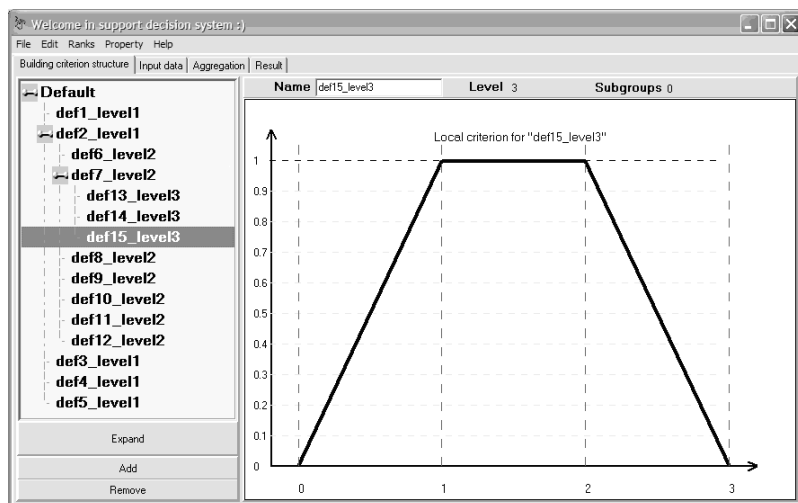 Welcome in support decision system :)
File Edit Ranks Property Help
Building criterion structure Input data Aggregation Result
Default
def1_level1
def2_level1
def6_level2
def7_level2
def13_level3
def14_level3
def15_level3
def8_level2
def9_level2
def10_level2
def11_level2
def12_level2
def3_level1
def4_level1
def5_level1
Expand
Add
Remove
Name def15_level3 Level 3 Subgroups 0
Local criterion for "def15_level3"
1
0.9
0.8
0.7
0.6
0.5
0.4
0.3
0.2
0.1
0
0 1 2 3